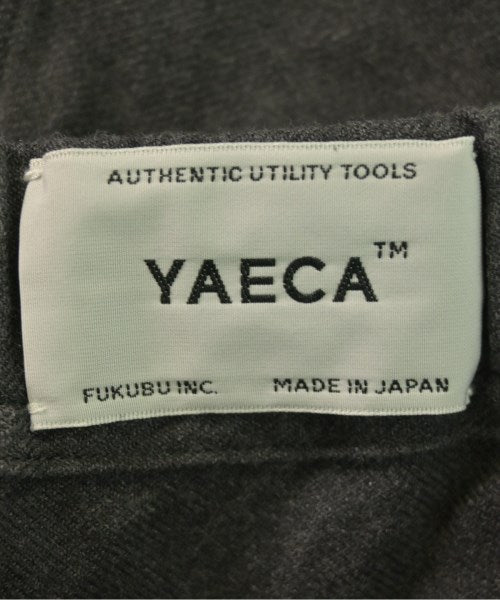 AUTHENTIC UTILITY TOOLS
YAECA™
FUKUBU INC. MADE IN JAPAN